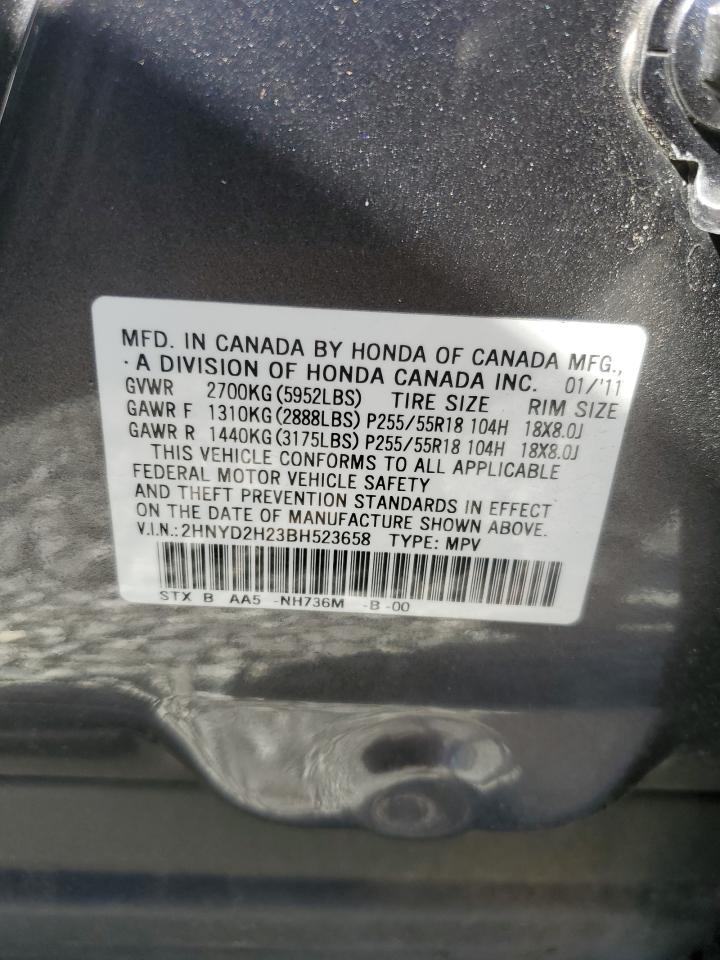 MFD. IN CANADA BY HONDA OF CANADA MFG.,
· A DIVISION OF HONDA CANADA INC. 01/'11
GVWR 2700KG(5952LBS) TIRE SIZE RIM SIZE
GAWR F 1310KG(2888LBS) P255/55R18 104H 18X8.0J
GAWR R 1440KG(3175LBS) P255/55R18 104H 18X8.0J
THIS VEHICLE CONFORMS TO ALL APPLICABLE
FEDERAL MOTOR VEHICLE SAFETY
AND THEFT PREVENTION STANDARDS IN EFFECT
ON THE DATE OF MANUFACTURE SHOWN ABOVE.
V.I.N.:2HNYD2H23BH523658 TYPE: MPV
STX B AA5 -NH736M -B-00